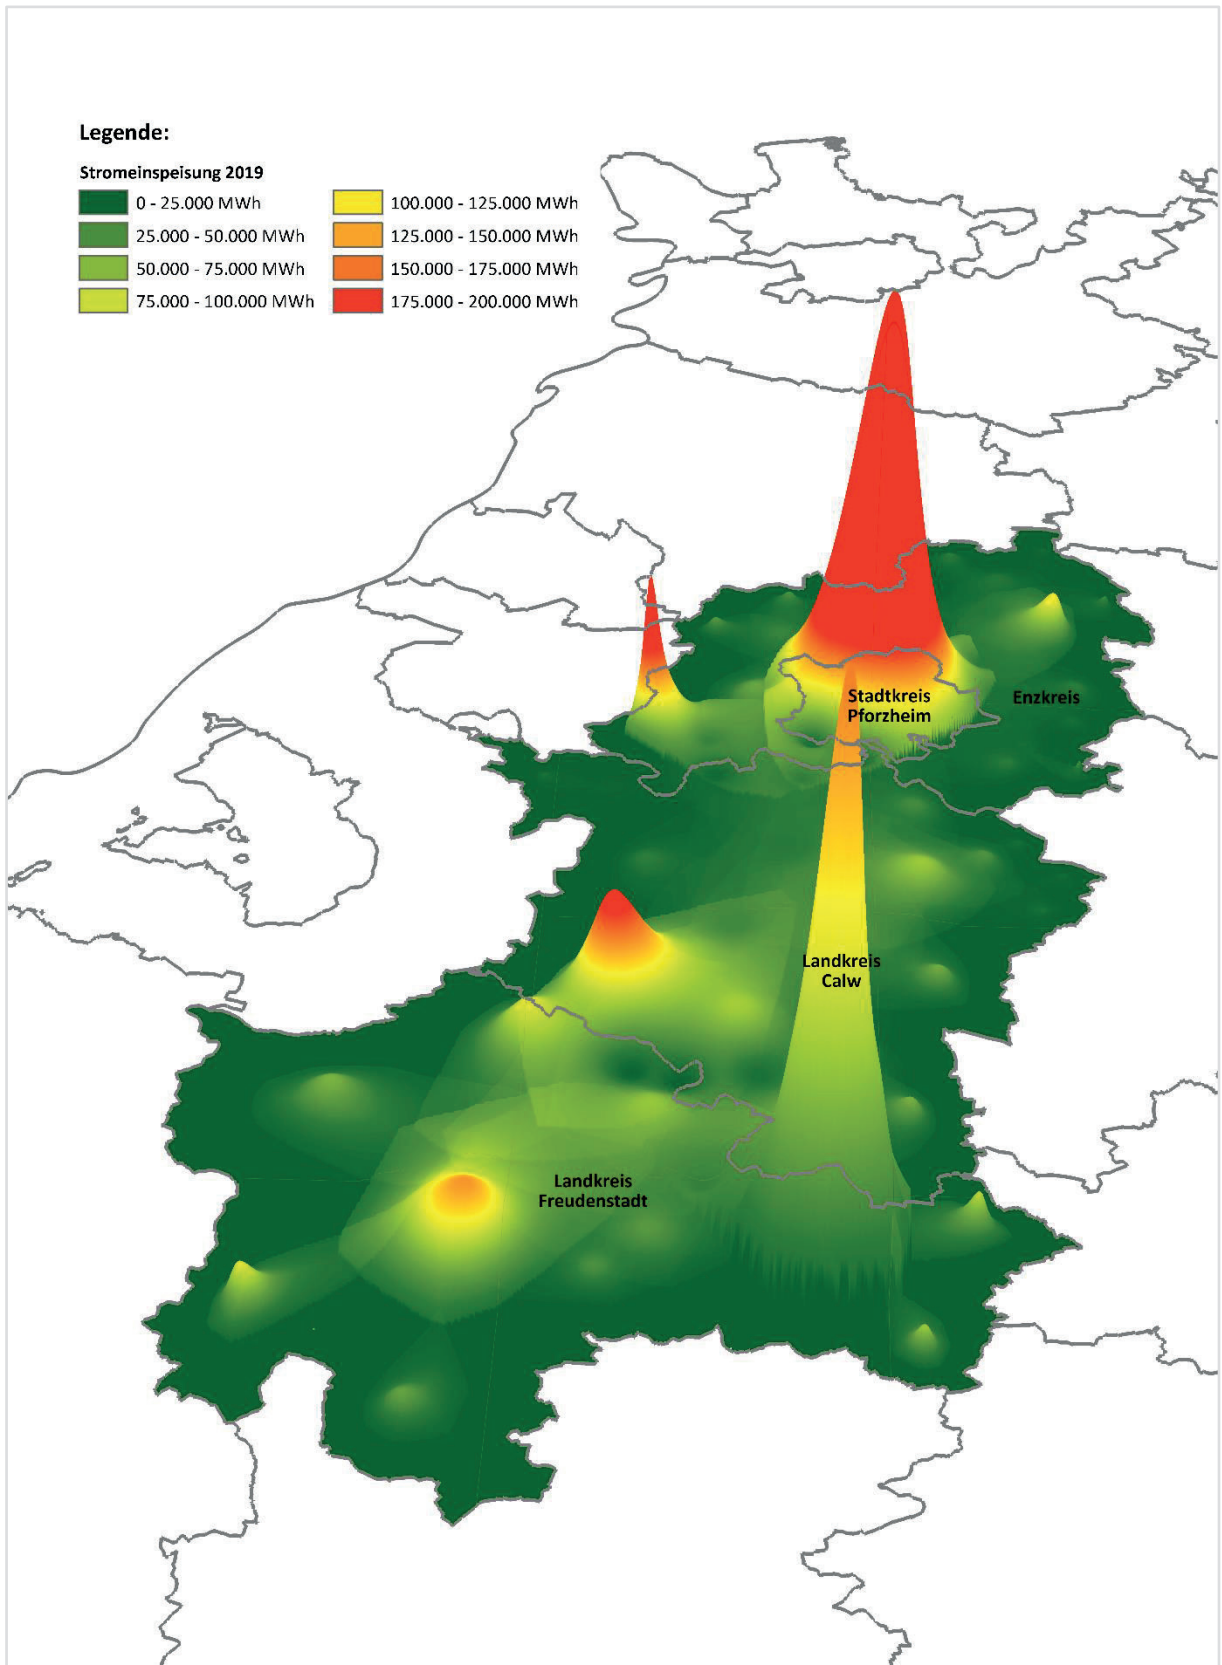 Legende:
Stromeinspeisung 2019
0 - 25.000 MWh
25.000 - 50.000 MWh
50.000 - 75.000 MWh
75.000 - 100.000 MWh
100.000 - 125.000 MWh
125.000 - 150.000 MWh
150.000 - 175.000 MWh
175.000 - 200.000 MWh
Stadtkreis
Pforzheim
Enzkreis
Landkreis
Calw
Landkreis
Freudenstadt